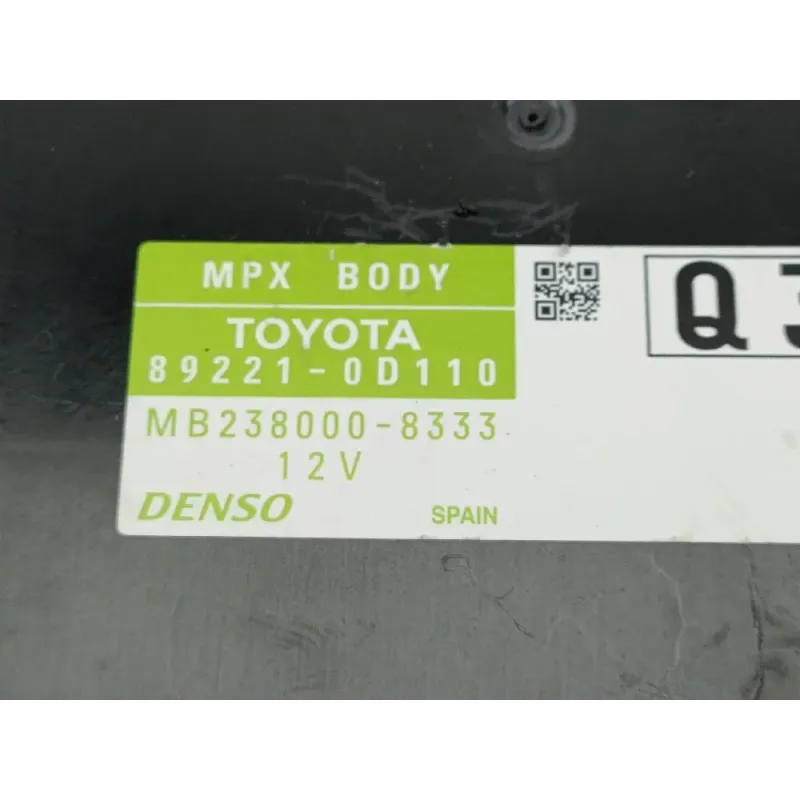 MPX BODY
TOYOTA
89221-0D110
MB238000-8333
12V
DENSO SPAIN
Q